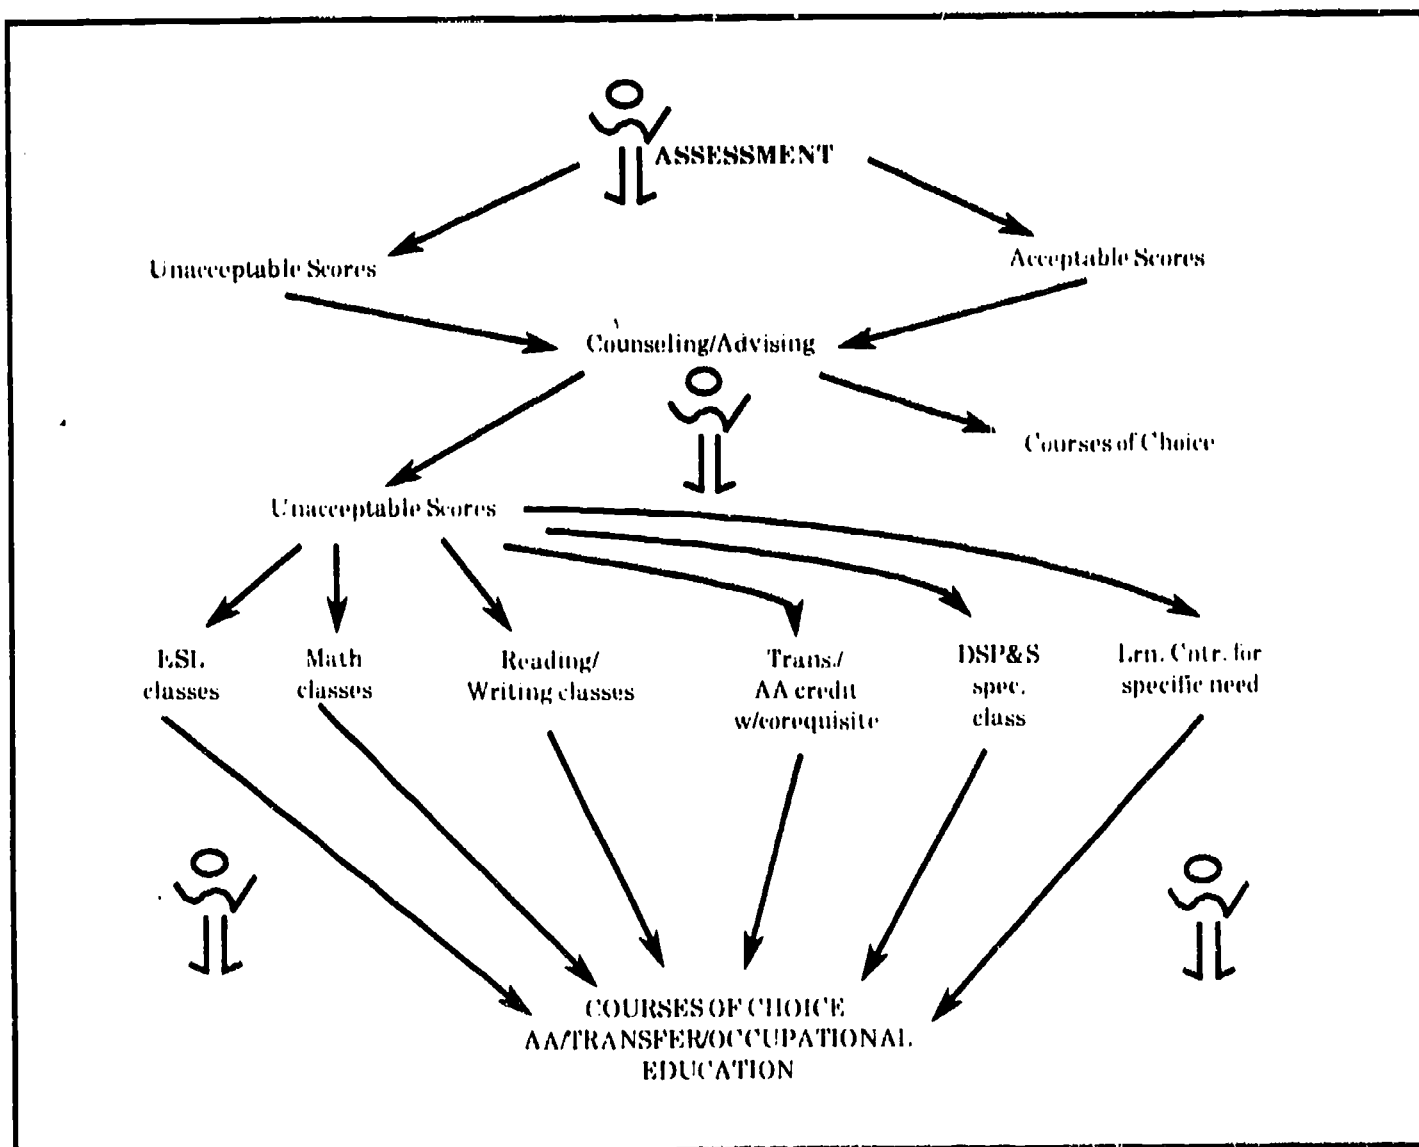 ASSESSMENT
Unacceptable Scores
Acceptable Scores
Counseling/Advising
Courses of Choice
Unacceptable Scores
ESL
classes
Math
classes
Reading/
Writing classes
Trans./
AA credit
w/corequisite
DSP&S
spec.
class
Lrn. Cntr. for
specific need
COURSES OF CHOICE
AA/TRANSFER/OCCUPATIONAL
EDUCATION